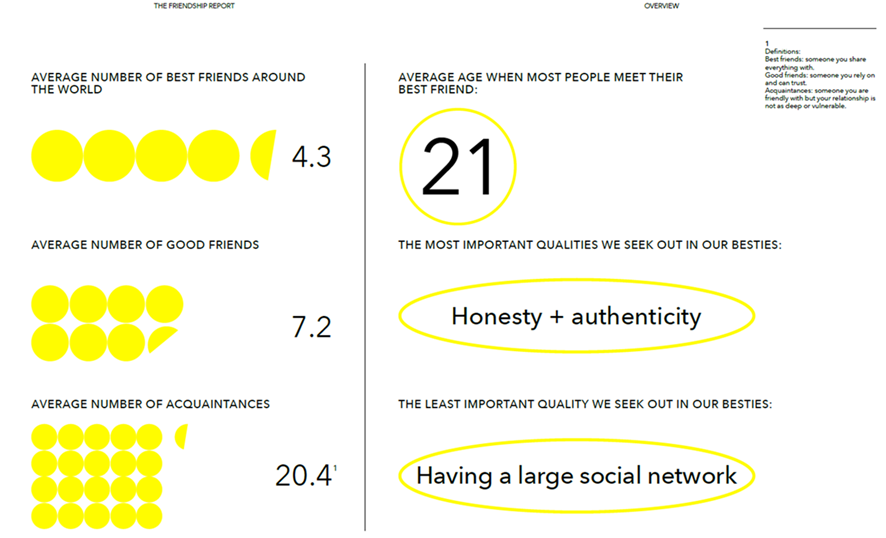 THE FRIENDSHIP REPORT
OVERVIEW
AVERAGE NUMBER OF BEST FRIENDS AROUND
THE WORLD
4.3
AVERAGE NUMBER OF GOOD FRIENDS
7.2
AVERAGE NUMBER OF ACQUAINTANCES
20.4¹
AVERAGE AGE WHEN MOST PEOPLE MEET THEIR
BEST FRIEND:
21
THE MOST IMPORTANT QUALITIES WE SEEK OUT IN OUR BESTIES:
Honesty + authenticity
THE LEAST IMPORTANT QUALITY WE SEEK OUT IN OUR BESTIES:
Having a large social network
1
Definitions:
Best friends: someone you share
everything with.
Good friends: someone you rely on
and can trust.
Acquaintances: someone you are
friendly with but your relationship is
not as deep or vulnerable.